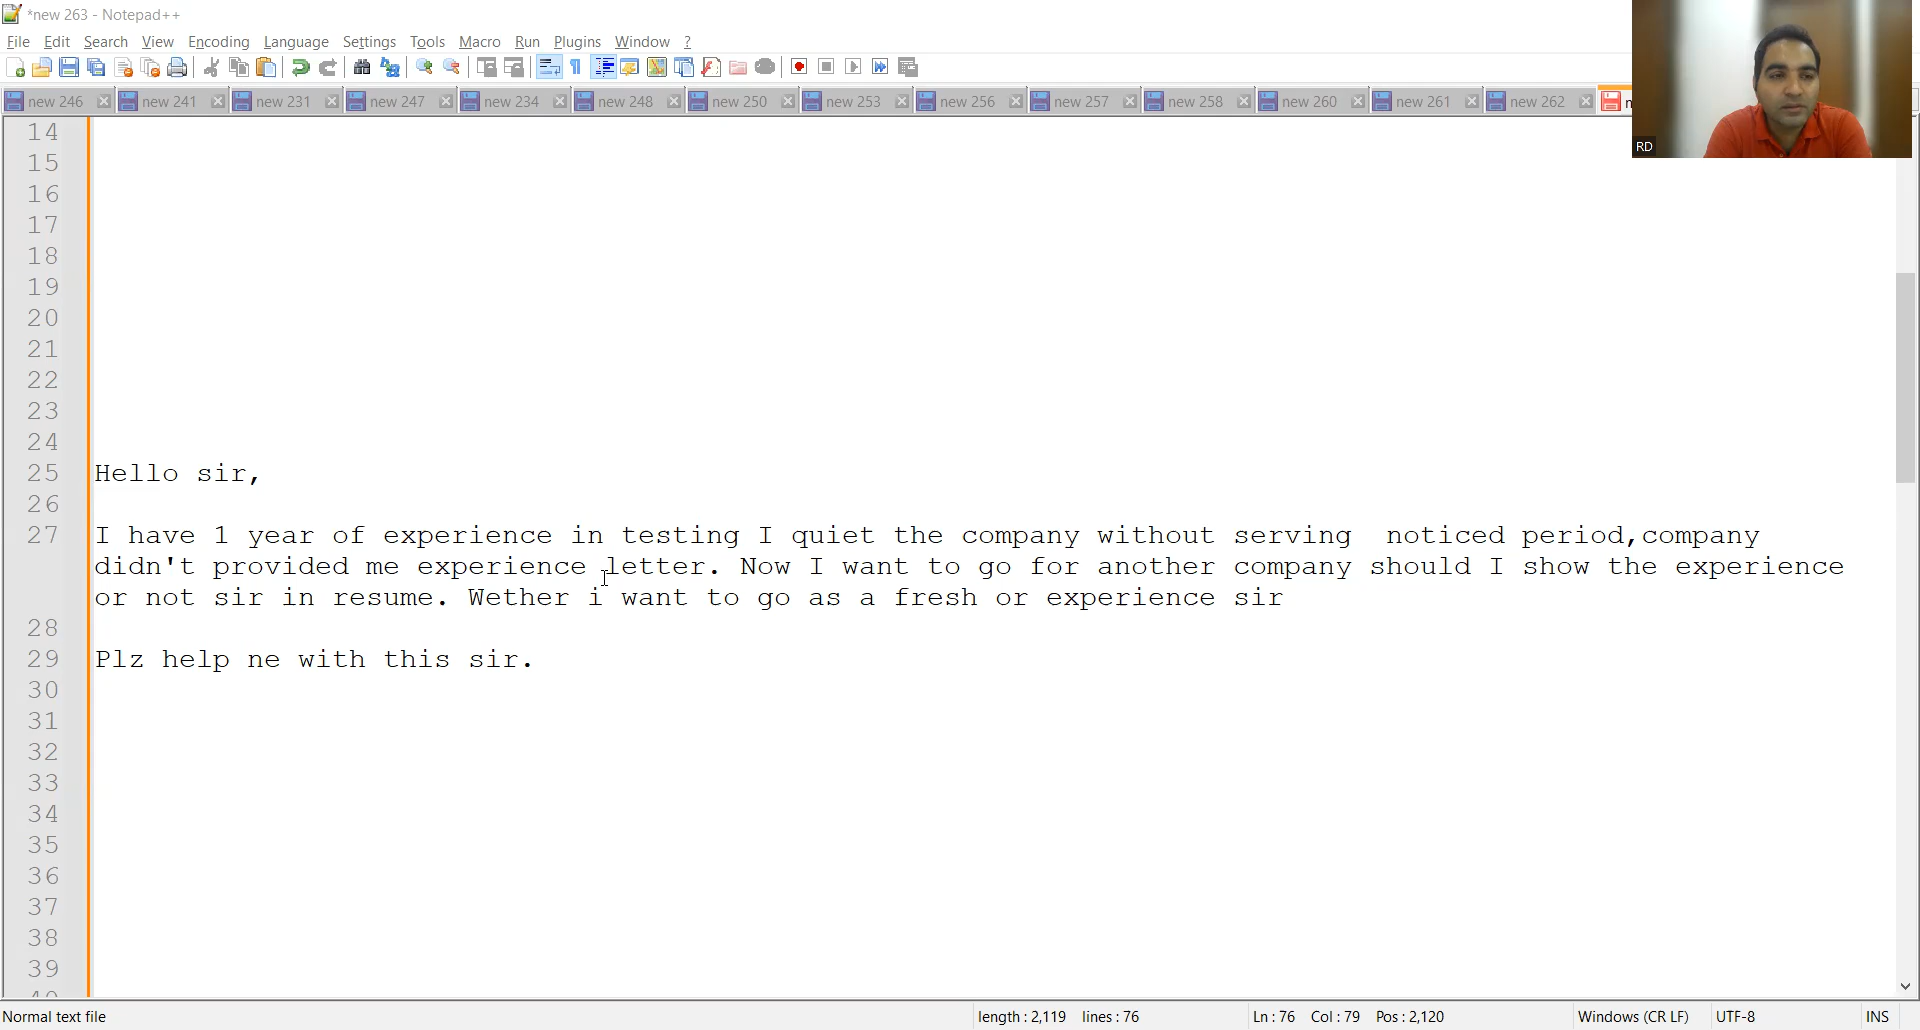 *new 263 - Notepad++
File Edit Search View Encoding Language Settings Tools Macro Run Plugins Window ?
new 246 new 241 new 231 new 247 new 234 new 248 new 250 new 253 new 256 new 257 new 258 new 260 new 261 new 262
RD
14
15
16
17
18
19
20
21
22
23
24
25 Hello sir,
26
27 I have 1 year of experience in testing I quiet the company without serving  noticed period,company
didn't provided me experience letter. Now I want to go for another company should I show the experience
or not sir in resume. Wether i want to go as a fresh or experience sir
28
29 Plz help ne with this sir.
30
31
32
33
34
35
36
37
38
39
Normal text file length : 2,119 lines : 76 Ln : 76 Col : 79 Pos : 2,120 Windows (CR LF) UTF-8 INS